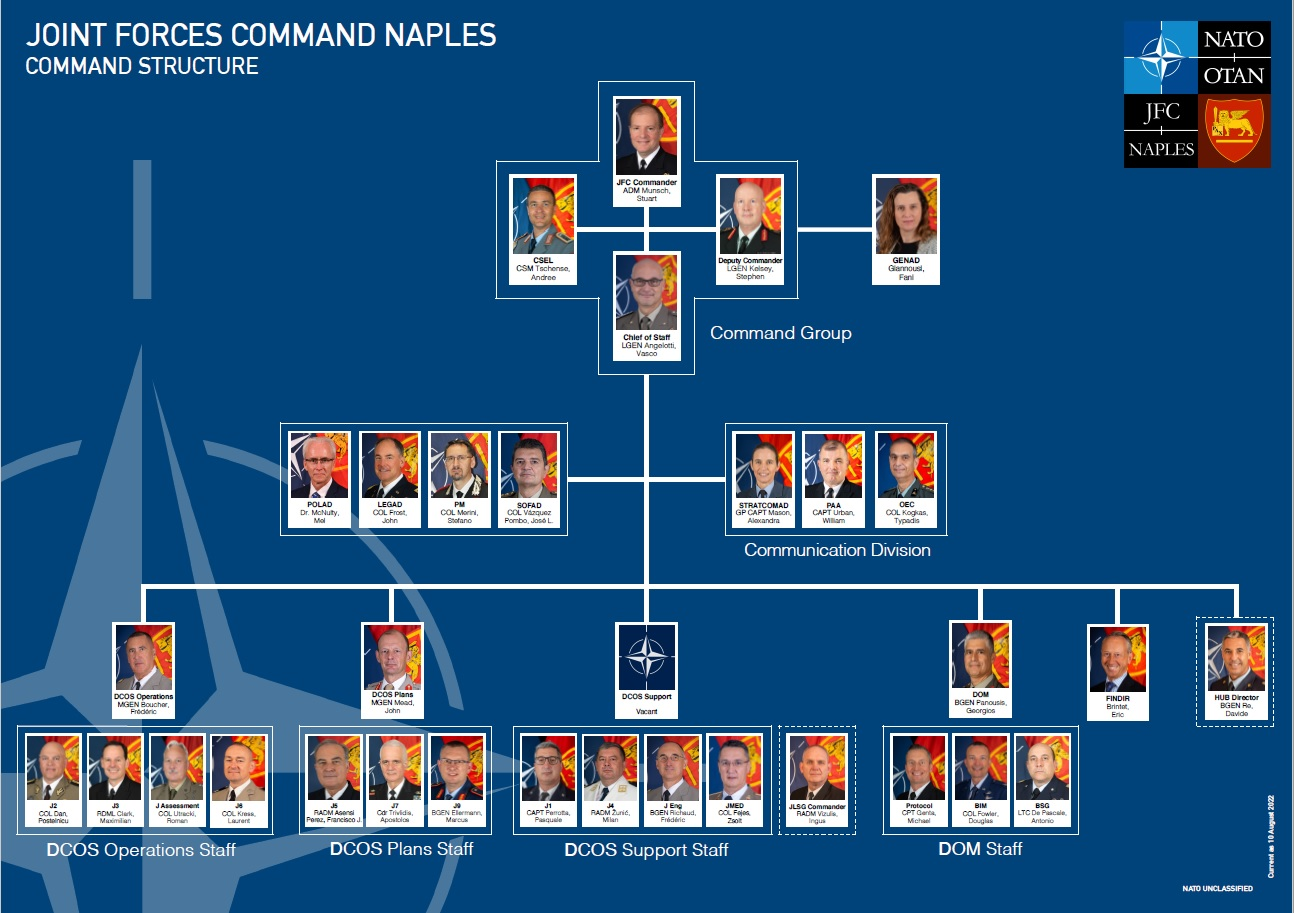 JOINT FORCES COMMAND NAPLES
COMMAND STRUCTURE
NATO
OTAN
JFC
NAPLES
JFC Commander
ADM Munsch,
Stuart
CSEL
CSM Tschense,
Andree
Deputy Commander
LGEN Kelsey,
Stephen
GENAD
Giannousi,
Fani
Chief of Staff
LGEN Angelotti,
Vasco
Command Group
POLAD
Dr. McNulty,
Mel
LEGAD
COL Frost,
John
PM
COL Merini,
Stefano
SOFAD
COL Vázquez
Pombo, José L.
STRATCOMAD
GP CAPT Mason,
Alexandra
PAA
CAPT Urban,
William
OEC
COL Kogkas,
Typadis
Communication Division
DCOS Operations
MGEN Boucher,
Frédéric
DCOS Plans
MGEN Mead,
John
DCOS Support
Vacant
DOM
BGEN Panousis,
Georgios
FINDIR
Brintet,
Eric
HUB Director
BGEN Re,
Davide
J2
COL Dan,
Postelnicu
J3
RDML Clark,
Maximilian
J Assessment
COL Utracki,
Roman
J6
COL Kress,
Laurent
J5
RADM Asensi
Perez, Francisco J.
J7
Cdr Trivlidis,
Apostolos
J9
BGEN Ellermann,
Marcus
J1
CAPT Perrotta,
Pasquale
J4
RADM Žunić,
Milan
J Eng
BGEN Richaud,
Frédéric
JMED
COL Fejes,
Zsolt
JLSG Commander
RADM Vizulis,
Ingus
Protocol
CPT Genta,
Michael
BIM
COL Fowler,
Douglas
BSG
LTC De Pascale,
Antonio
DCOS Operations Staff
DCOS Plans Staff
DCOS Support Staff
DOM Staff
Current as 10 August 2022
NATO UNCLASSIFIED